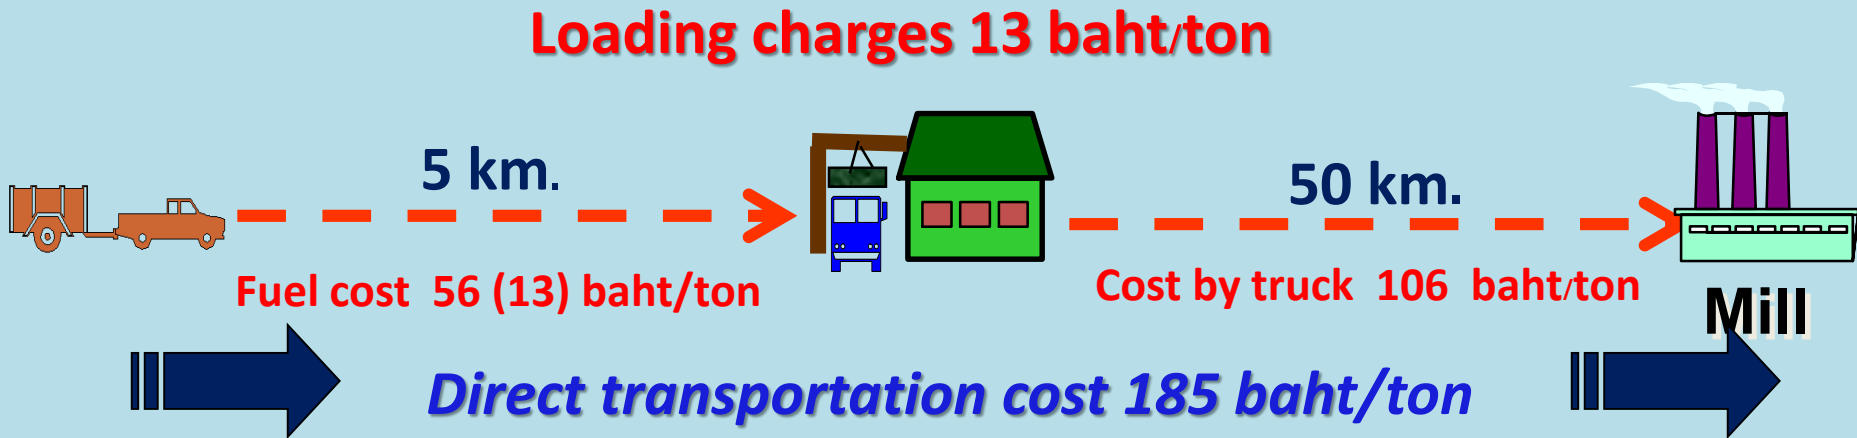 Loading charges 13 baht/ton
5 km.
50 km.
Fuel cost 56 (13) baht/ton
Cost by truck 106 baht/ton
Mill
Direct transportation cost 185 baht/ton